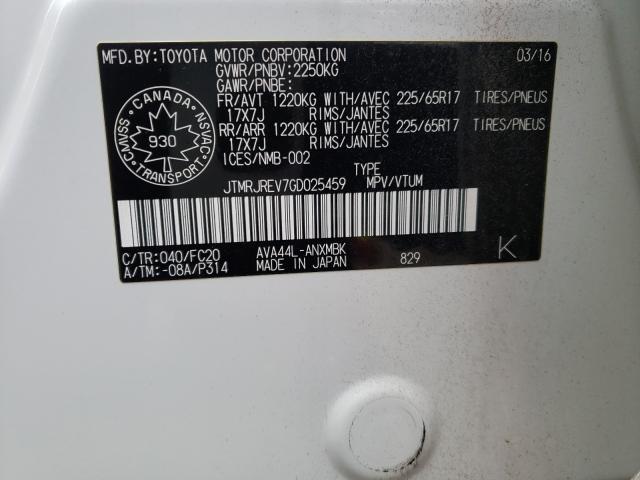 MFD.BY:TOYOTA MOTOR CORPORATION 03/16
GVWR/PNBV:2250KG
GAWR/PNBE:
FR/AVT 1220KG WITH/AVEC 225/65R17 TIRES/PNEUS
17X7J RIMS/JANTES
RR/ARR 1220KG WITH/AVEC 225/65R17 TIRES/PNEUS
17X7J RIMS/JANTES
ICES/NMB-002
CANADA
CMVSS
930
NSVAC
TRANSPORT
TYPE
JTMRJREV7GD025459 MPV/VTUM
C/TR:040/FC20 AVA44L-ANXMBK
A/TM:-08A/P314 MADE IN JAPAN 829
K